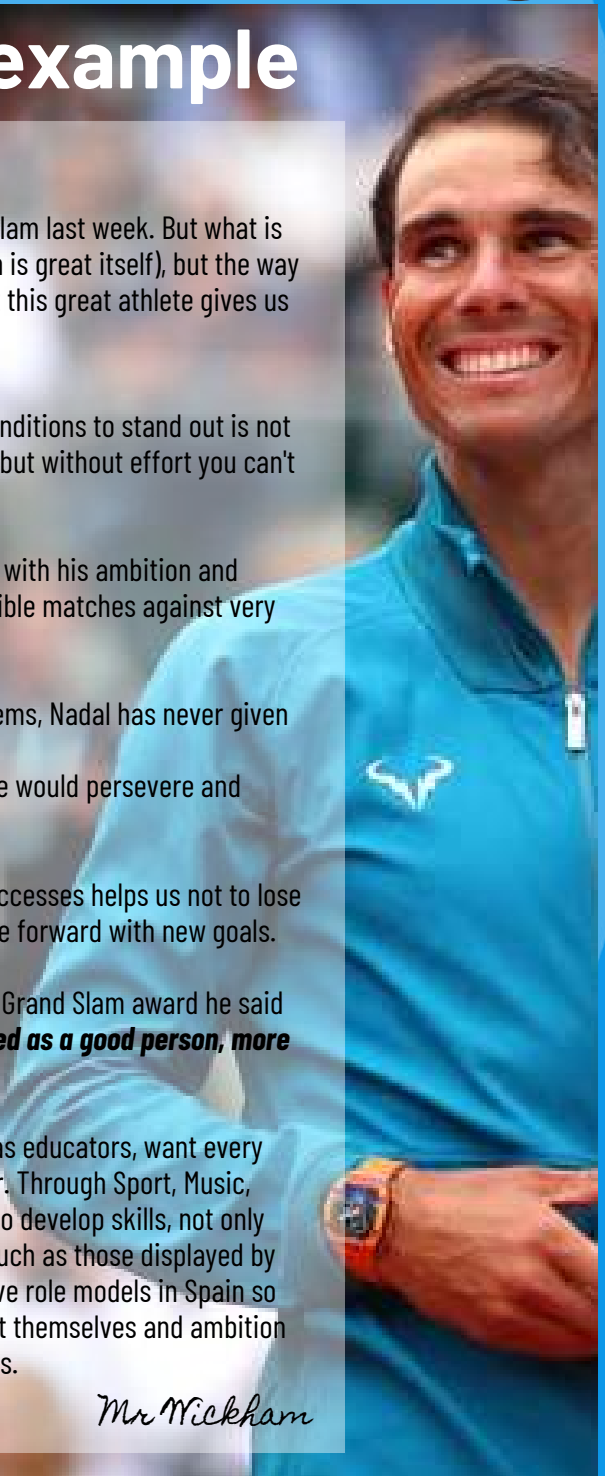 example
lam last week. But what is
is great itself), but the way
this great athlete gives us
nditions to stand out is not
but without effort you can't
with his ambition and
ible matches against very
ems, Nadal has never given
e would persevere and
ccesses helps us not to lose
e forward with new goals.
Grand Slam award he said
ed as a good person, more
as educators, want every
r. Through Sport, Music,
o develop skills, not only
uch as those displayed by
ve role models in Spain so
t themselves and ambition
s.
Mr Wickham